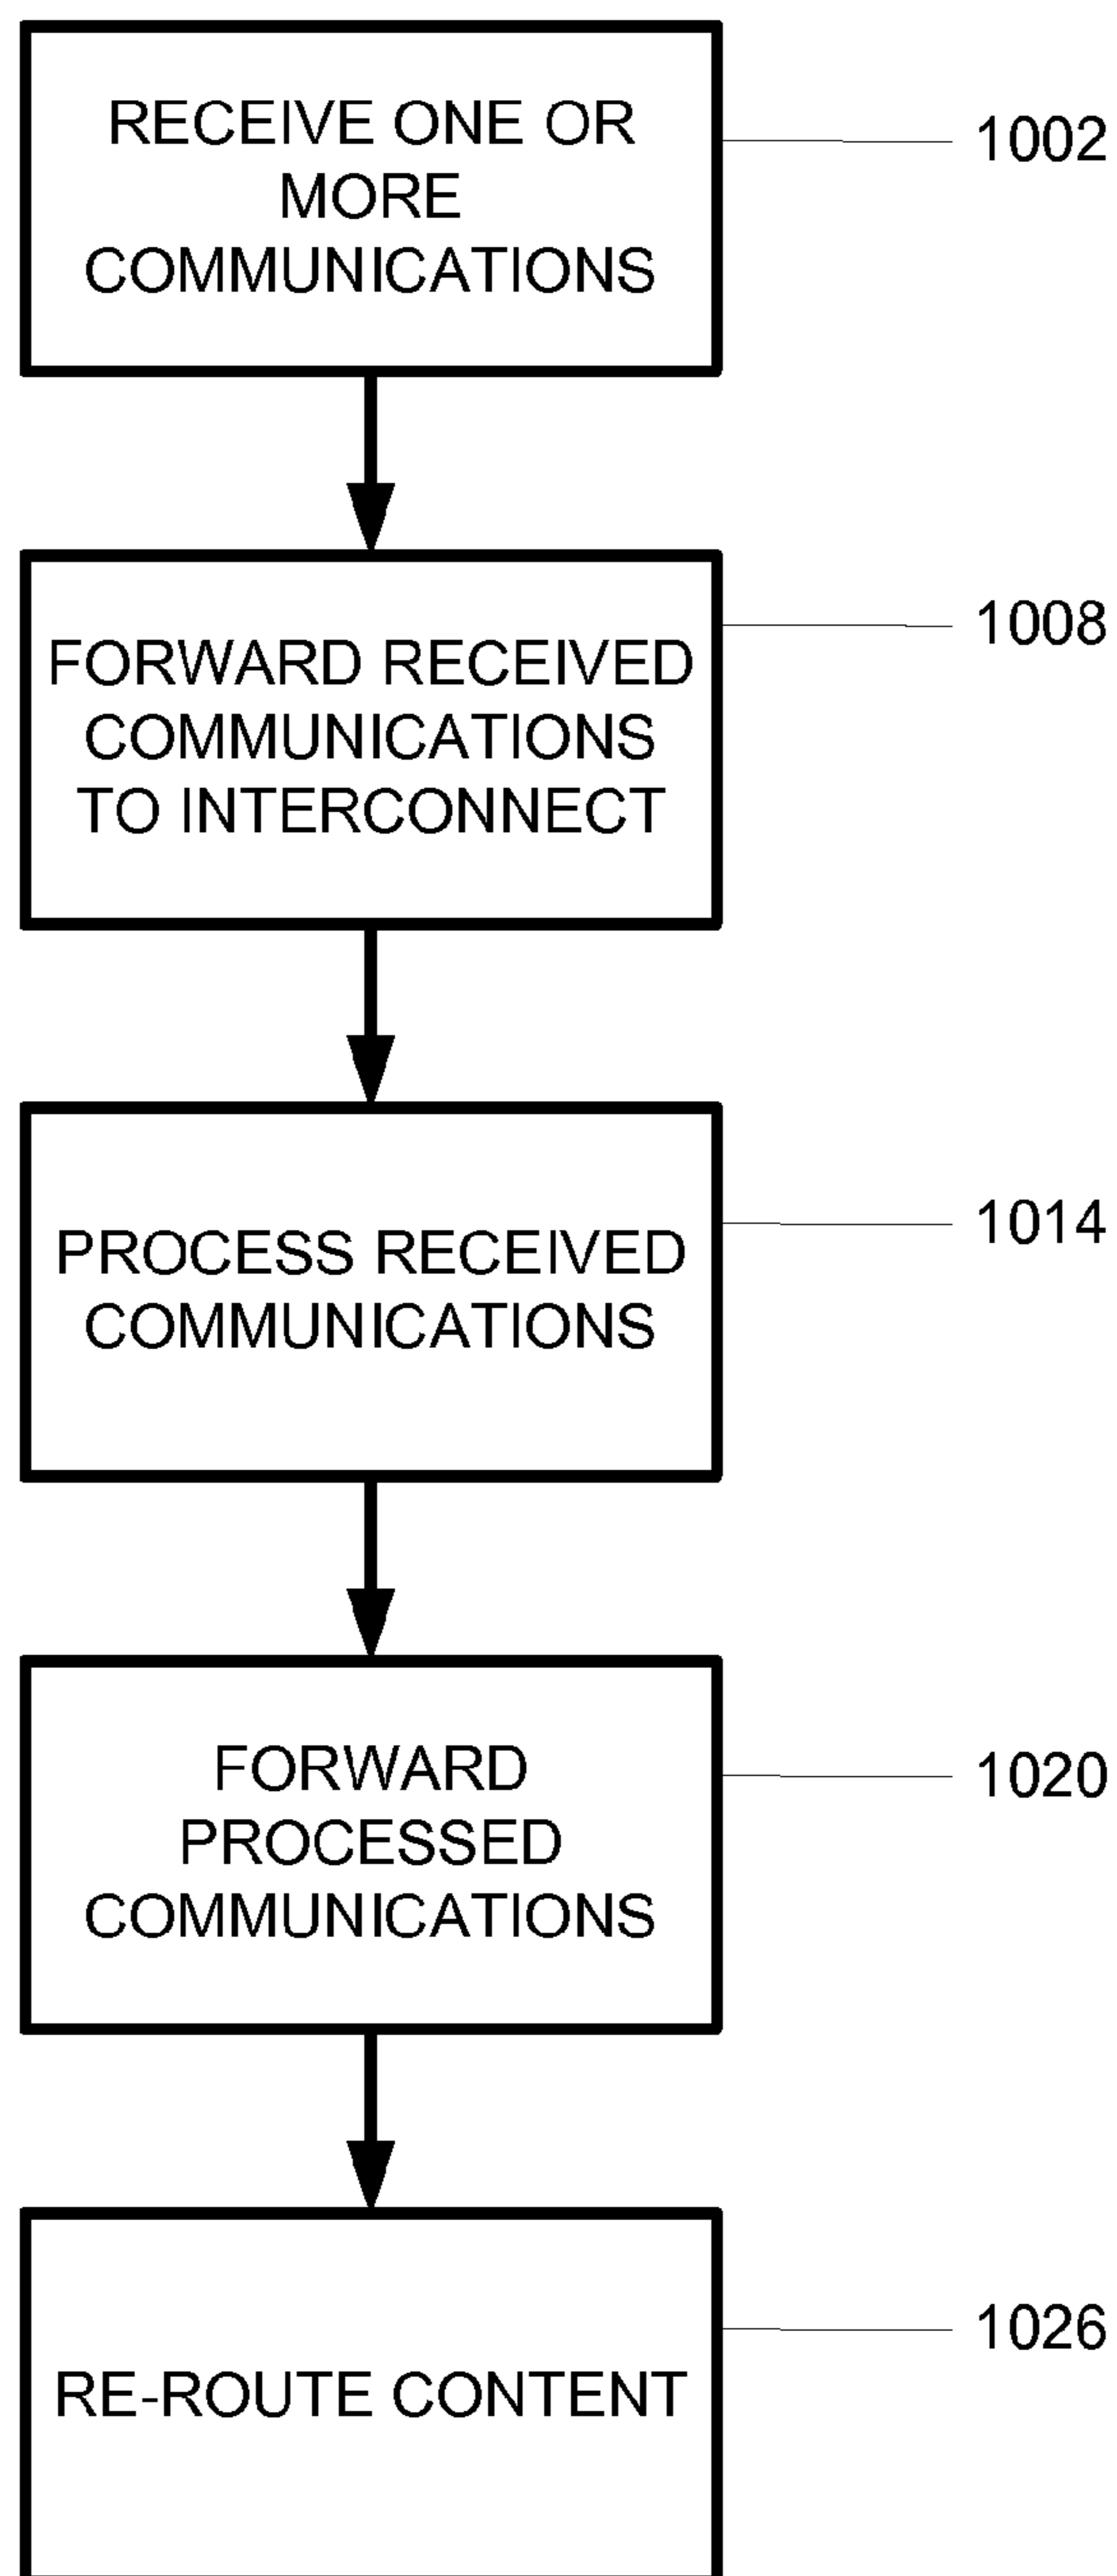 RECEIVE ONE OR
MORE
COMMUNICATIONS
1002
FORWARD RECEIVED
COMMUNICATIONS
TO INTERCONNECT
1008
PROCESS RECEIVED
COMMUNICATIONS
1014
FORWARD
PROCESSED
COMMUNICATIONS
1020
RE-ROUTE CONTENT
1026